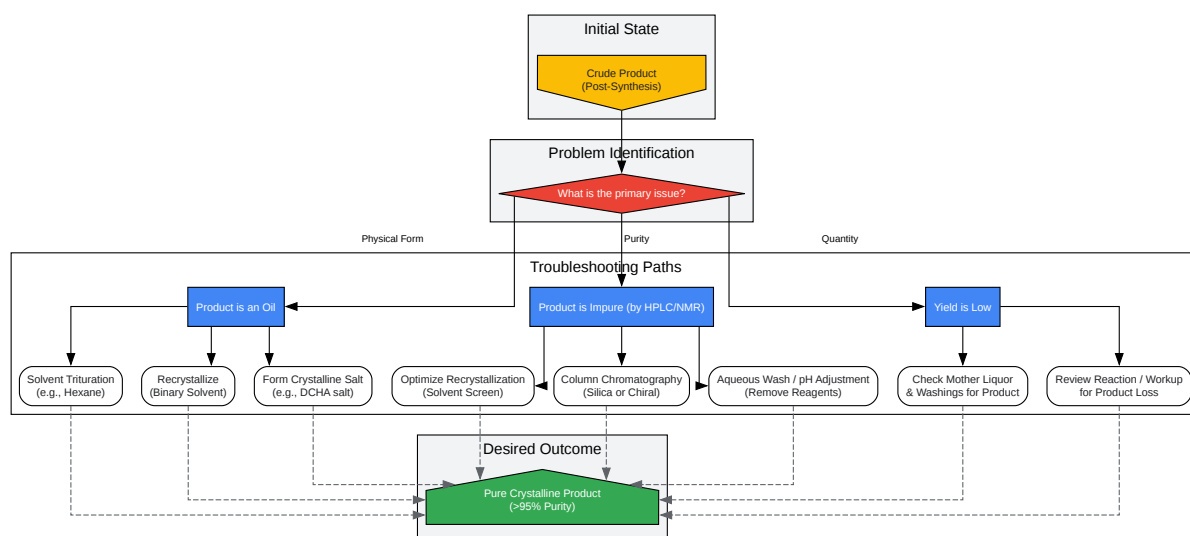 Initial State
Crude Product
(Post-Synthesis)
Problem Identification
What is the primary issue?
Physical Form
Purity
Quantity
Troubleshooting Paths
Product is an Oil
Product is Impure (by HPLC/NMR)
Yield is Low
Solvent Trituration
(e.g., Hexane)
Recrystallize
(Binary Solvent)
Form Crystalline Salt
(e.g., DCHA salt)
Optimize Recrystallization
(Solvent Screen)
Column Chromatography
(Silica or Chiral)
Aqueous Wash / pH Adjustment
(Remove Reagents)
Check Mother Liquor
& Washings for Product
Review Reaction / Workup
for Product Loss
Desired Outcome
Pure Crystalline Product
(>95% Purity)